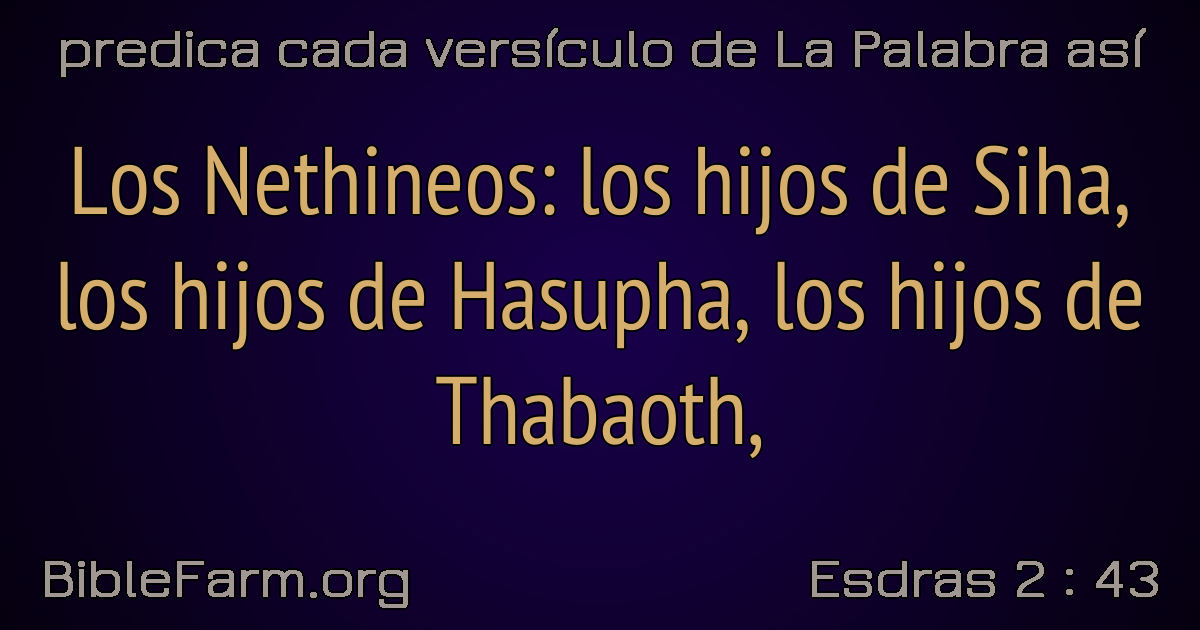 predica cada versículo de La Palabra así
Los Nethineos: los hijos de Siha,
los hijos de Hasupha, los hijos de
Thabaoth,
BibleFarm.org
Esdras 2 : 43